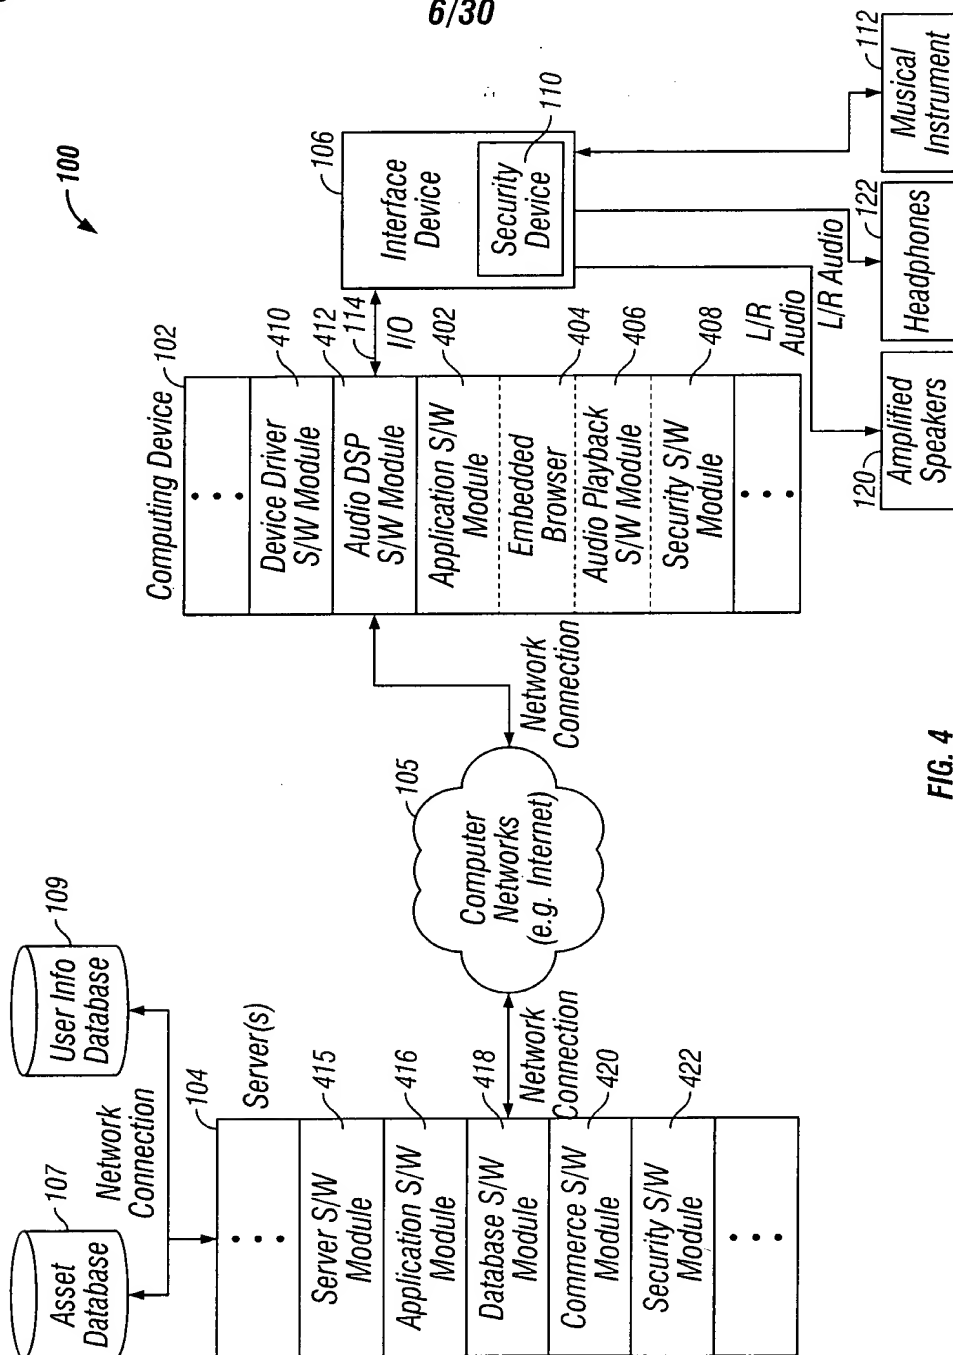 6/30
100
Asset
Database
107
User Info
Database
109
Network
Connection
104
Server(s)
Server S/W
Module
415
Application S/W
Module
416
Database S/W
Module
418
Commerce S/W
Module
420
Security S/W
Module
422
Network
Connection
Computer
Networks
(e.g. Internet)
105
Network
Connection
Computing Device
102
Device Driver
S/W Module
410
Audio DSP
S/W Module
412
Application S/W
Module
402
Embedded
Browser
404
Audio Playback
S/W Module
406
Security S/W
Module
408
114
I/O
Interface
Device
106
Security
Device
110
L/R
Audio
L/R Audio
Amplified
Speakers
120
Headphones
122
Musical
Instrument
112
FIG. 4